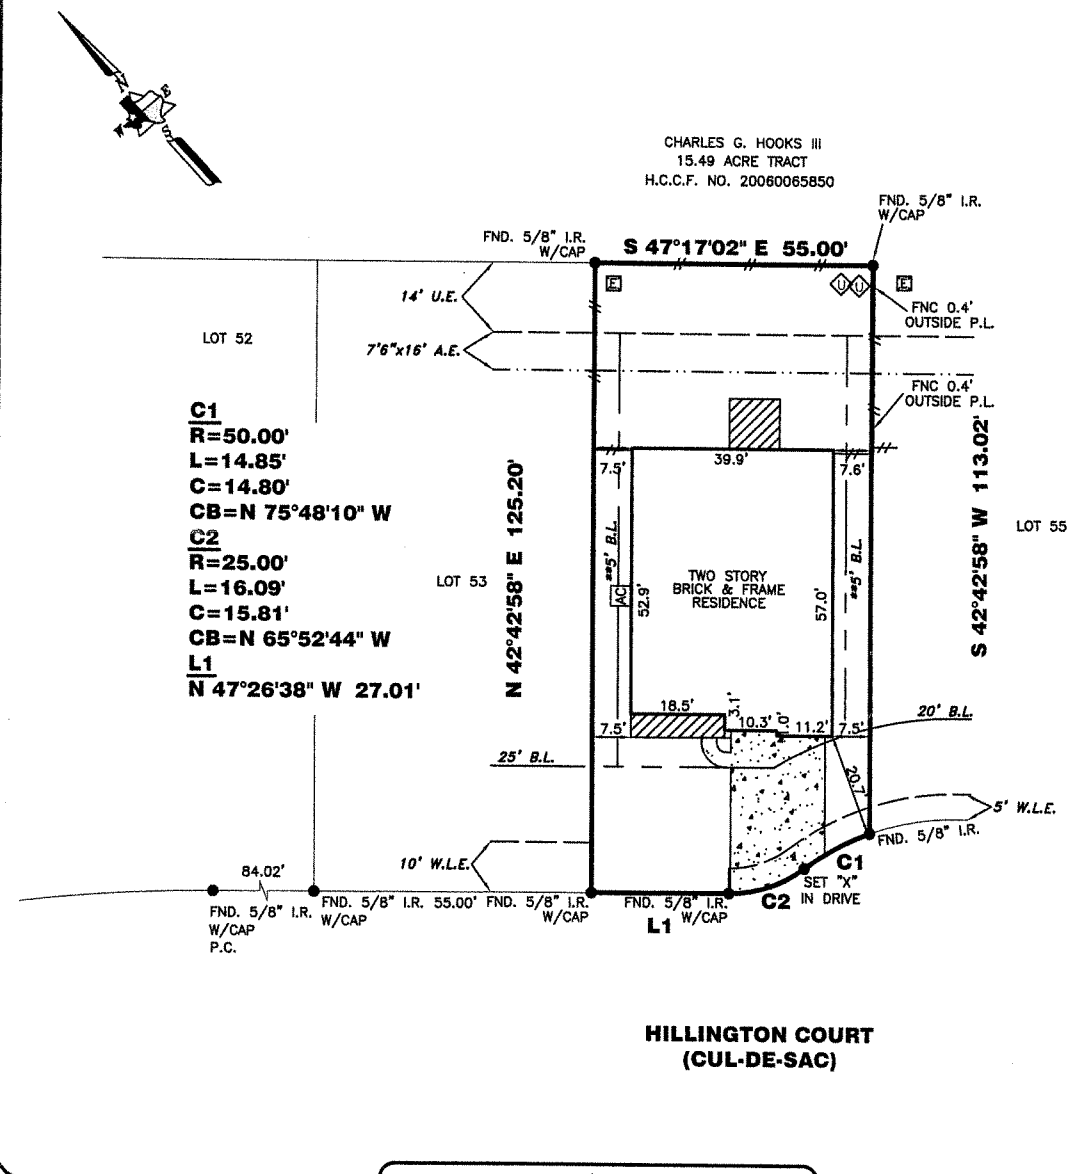 N
E
W
S
CHARLES G. HOOKS III
15.49 ACRE TRACT
H.C.C.F. NO. 20060065850
FND. 5/8" I.R.
W/CAP
FND. 5/8" I.R.
W/CAP
S 47°17'02" E 55.00'
E
U
U
E
FNC 0.4'
OUTSIDE P.L.
14' U.E.
LOT 52
7'6"x16' A.E.
FNC 0.4'
OUTSIDE P.L.
C1
R=50.00'
L=14.85'
C=14.80'
CB=N 75°48'10" W
C2
R=25.00'
L=16.09'
C=15.81'
CB=N 65°52'44" W
L1
N 47°26'38" W 27.01'
LOT 53
N 42°42'58" E 125.20'
7.5'
39.9'
7.6'
**5' B.L.
AC
52.9'
TWO STORY
BRICK & FRAME
RESIDENCE
57.0'
**5' B.L.
S 42°42'58" W 113.02'
LOT 55
18.5'
3.1'
10.3'
.0'
11.2'
7.5'
7.5'
20' B.L.
25' B.L.
20.7'
5' W.L.E.
10' W.L.E.
FND. 5/8" I.R.
C1
SET "X"
IN DRIVE
C2
84.02'
FND. 5/8" I.R.
W/CAP
P.C.
FND. 5/8" I.R.
W/CAP
55.00'
FND. 5/8" I.R.
W/CAP
FND. 5/8" I.R.
W/CAP
L1
HILLINGTON COURT
(CUL-DE-SAC)